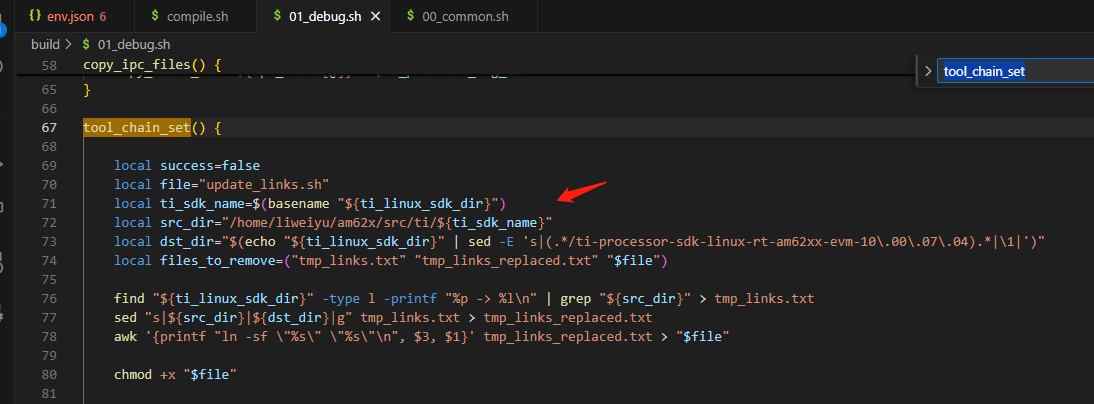 env.json 6 compile.sh 01_debug.sh 00_common.sh
build > $ 01_debug.sh
58 copy_ipc_files() {
tool_chain_set
65 }
66
67 tool_chain_set() {
68
69 local success=false
70 local file="update_links.sh"
71 local ti_sdk_name=$(basename "${ti_linux_sdk_dir}")
72 local src_dir="/home/liweiyu/am62x/src/ti/${ti_sdk_name}"
73 local dst_dir="$(echo "${ti_linux_sdk_dir}" | sed -E 's|(.*/ti-processor-sdk-linux-rt-am62xx-evm-10\.00\.07\.04).*|\1|')"
74 local files_to_remove=("tmp_links.txt" "tmp_links_replaced.txt" "$file")
75
76 find "${ti_linux_sdk_dir}" -type l -printf "%p -> %l\n" | grep "${src_dir}" > tmp_links.txt
77 sed "s|${src_dir}|${dst_dir}|g" tmp_links.txt > tmp_links_replaced.txt
78 awk '{printf "ln -sf \"%s\" \"%s\"\n", $3, $1}' tmp_links_replaced.txt > "$file"
79
80 chmod +x "$file"
81